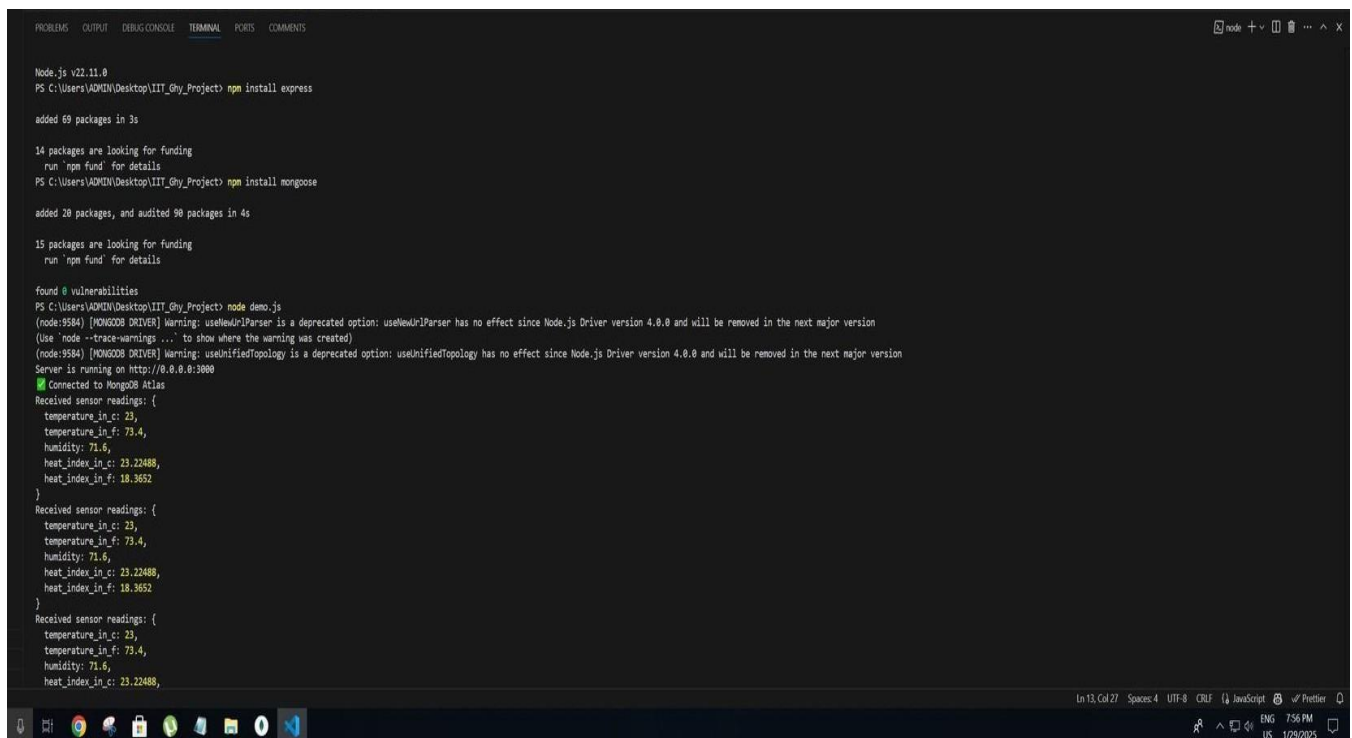 PROBLEMS OUTPUT DEBUG CONSOLE TERMINAL PORTS COMMENTS
node
Node.js v22.11.0
PS C:\Users\ADMIN\Desktop\IIT_Ghy_Project> npm install express
added 69 packages in 3s
14 packages are looking for funding
run `npm fund` for details
PS C:\Users\ADMIN\Desktop\IIT_Ghy_Project> npm install mongoose
added 20 packages, and audited 90 packages in 4s
15 packages are looking for funding
run `npm fund` for details
found 0 vulnerabilities
PS C:\Users\ADMIN\Desktop\IIT_Ghy_Project> node demo.js
(node:9584) [MONGODB DRIVER] Warning: useNewUrlParser is a deprecated option: useNewUrlParser has no effect since Node.js Driver version 4.0.0 and will be removed in the next major version
(Use `node --trace-warnings ...` to show where the warning was created)
(node:9584) [MONGODB DRIVER] Warning: useUnifiedTopology is a deprecated option: useUnifiedTopology has no effect since Node.js Driver version 4.0.0 and will be removed in the next major version
Server is running on http://0.0.0.0:3000
✅ Connected to MongoDB Atlas
Received sensor readings: {
temperature_in_c: 23,
temperature_in_f: 73.4,
humidity: 71.6,
heat_index_in_c: 23.22488,
heat_index_in_f: 18.3652
}
Received sensor readings: {
temperature_in_c: 23,
temperature_in_f: 73.4,
humidity: 71.6,
heat_index_in_c: 23.22488,
heat_index_in_f: 18.3652
}
Received sensor readings: {
temperature_in_c: 23,
temperature_in_f: 73.4,
humidity: 71.6,
heat_index_in_c: 23.22488,
Ln 13, Col 27 Spaces: 4 UTF-8 CRLF {} JavaScript Prettier
ENG 7:56 PM
US 1/29/2025